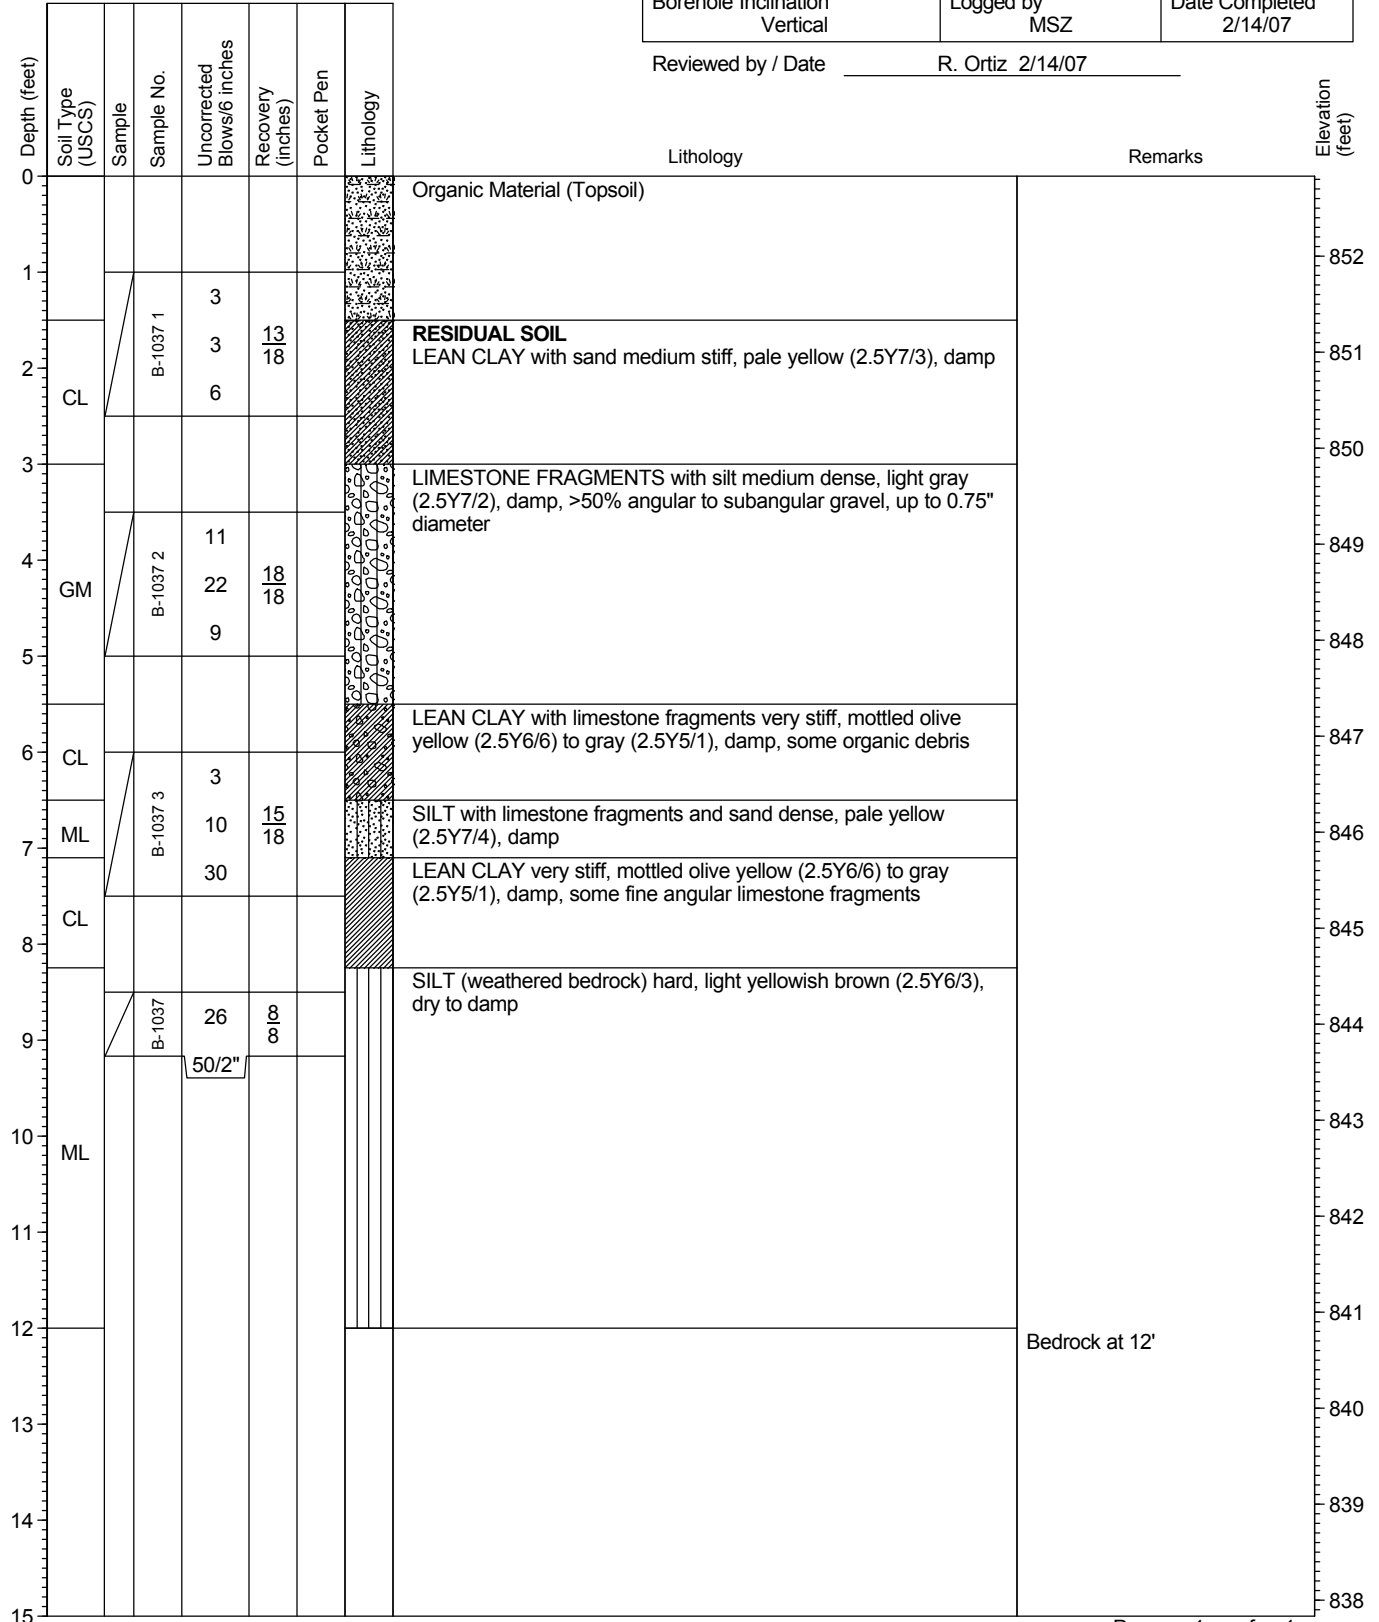 Borehole Inclination
Vertical
Logged by
MSZ
Date Completed
2/14/07
Reviewed by / Date R. Ortiz 2/14/07
Depth (feet)
Soil Type
(USCS)
Sample
Sample No.
Uncorrected
Blows/6 inches
Recovery
(inches)
Pocket Pen
Lithology
Lithology
Remarks
Elevation
(feet)
0
Organic Material (Topsoil)
852
1
3
RESIDUAL SOIL
B-1037 1
3
13
18
LEAN CLAY with sand medium stiff, pale yellow (2.5Y7/3), damp
851
2
6
CL
850
3
LIMESTONE FRAGMENTS with silt medium dense, light gray
(2.5Y7/2), damp, >50% angular to subangular gravel, up to 0.75"
diameter
11
849
4
GM
B-1037 2
22
18
18
9
848
5
LEAN CLAY with limestone fragments very stiff, mottled olive
yellow (2.5Y6/6) to gray (2.5Y5/1), damp, some organic debris
847
6
CL
3
SILT with limestone fragments and sand dense, pale yellow
(2.5Y7/4), damp
ML
B-1037 3
10
15
18
846
7
30
LEAN CLAY very stiff, mottled olive yellow (2.5Y6/6) to gray
(2.5Y5/1), damp, some fine angular limestone fragments
CL
845
8
SILT (weathered bedrock) hard, light yellowish brown (2.5Y6/3),
dry to damp
B-1037
26
8
8
844
9
50/2"
843
10
ML
842
11
841
12
Bedrock at 12'
840
13
839
14
838
15